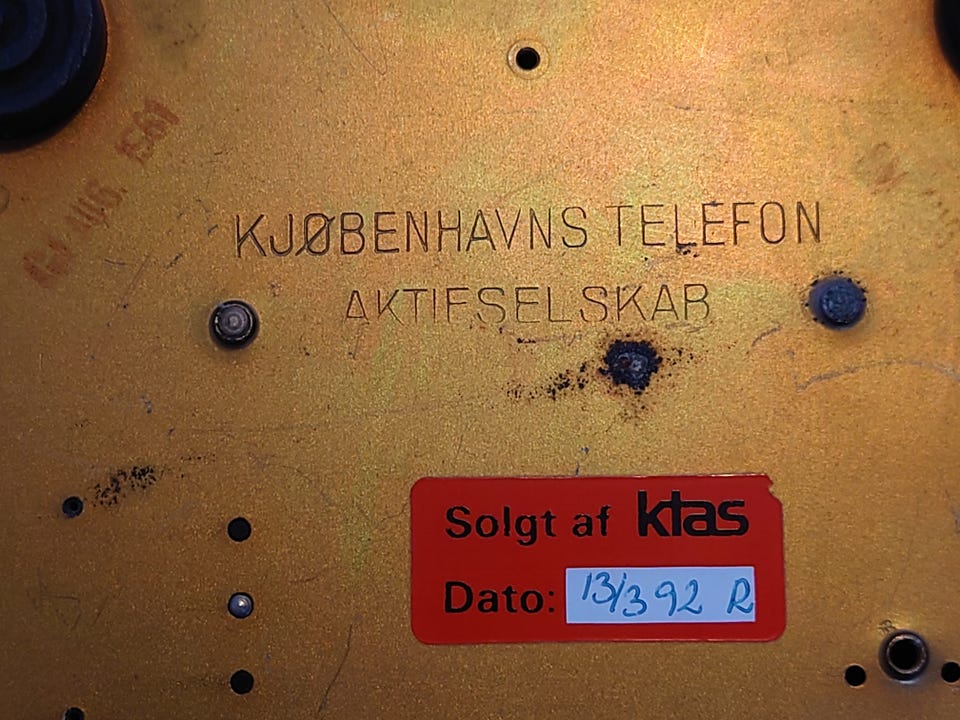 KJØBENHAVNS TELEFON
AKTIESELSKAB
Solgt af ktas
Dato: 13/3 92 R